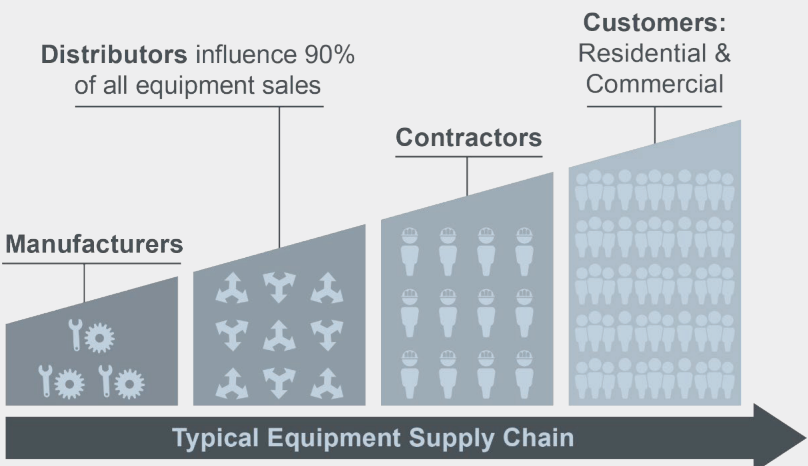 Manufacturers
Distributors influence 90%
of all equipment sales
Contractors
Customers:
Residential &
Commercial
Typical Equipment Supply Chain